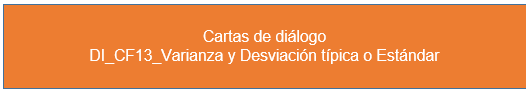 Cartas de diálogo
DI_CF13_Varianza y Desviación típica o Estándar